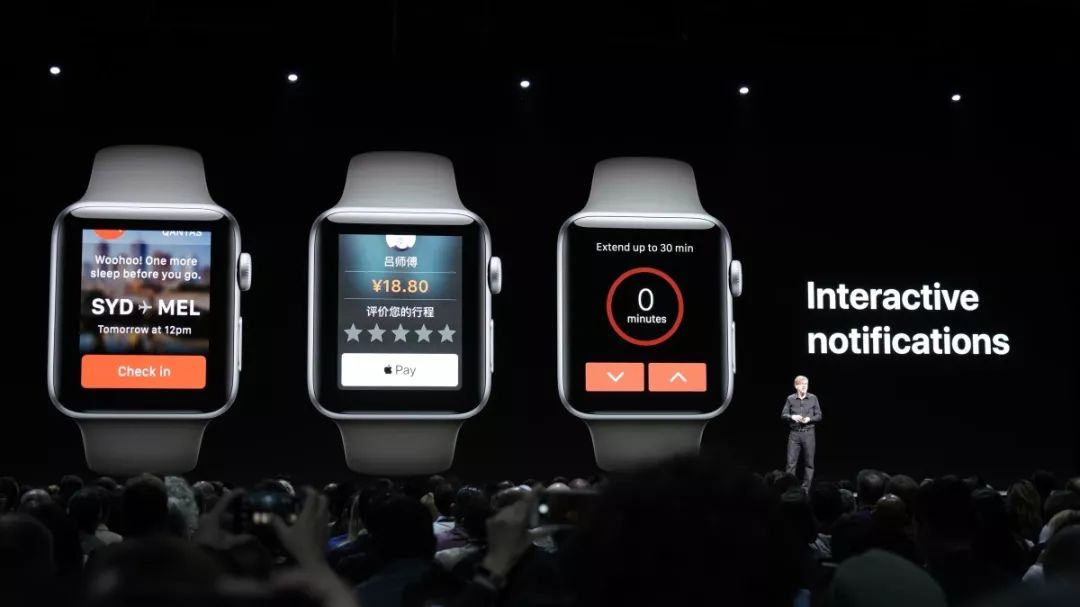 QANTAS
Woohoo! One more
sleep before you go.
SYD ✈ MEL
Tomorrow at 12pm
Check in
吕师傅
¥18.80
评价您的行程
Pay
Extend up to 30 min
0
minutes
Interactive
notifications